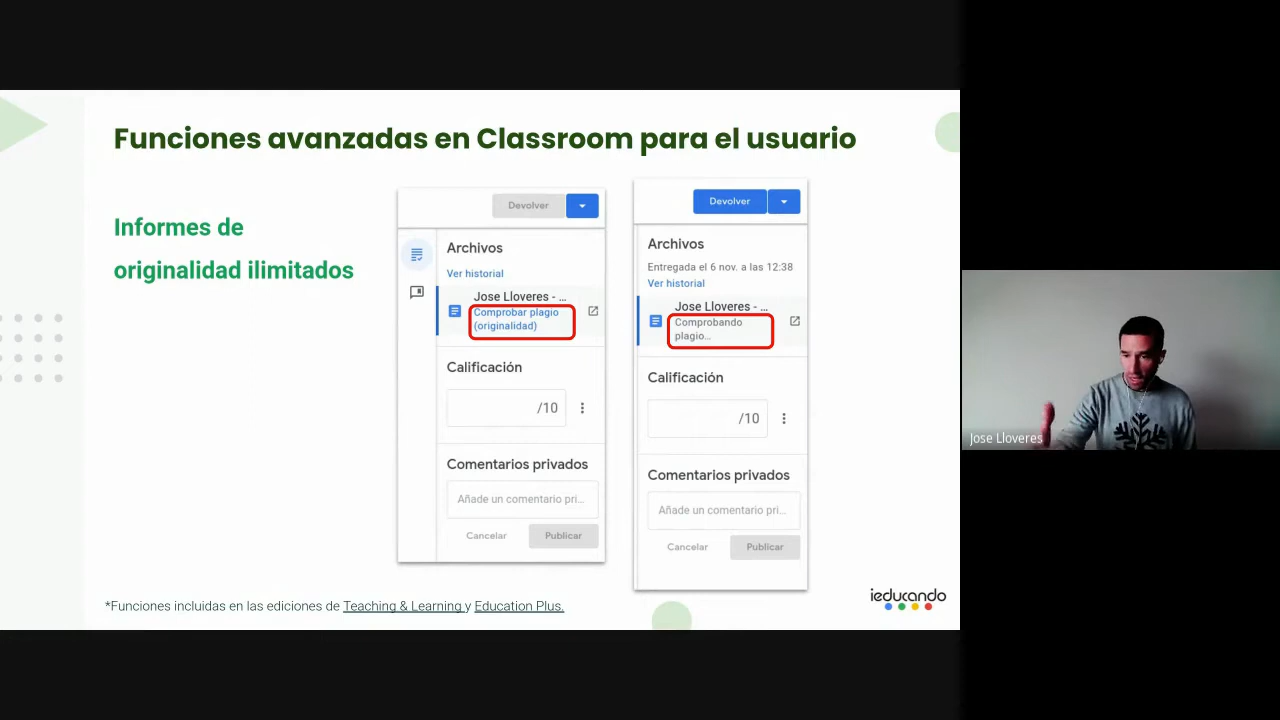 Funciones avanzadas en Classroom para el usuario
Informes de
originalidad ilimitados
Devolver
Archivos
Ver historial
Jose Lloveres - ...
Comprobar plagio
(originalidad)
Calificación
/10
Comentarios privados
Añade un comentario pri...
Cancelar
Publicar
Devolver
Archivos
Entregada el 6 nov. a las 12:38
Ver historial
Jose Lloveres - ...
Comprobando
plagio...
Calificación
/10
Comentarios privados
Añade un comentario pri...
Cancelar
Publicar
*Funciones incluidas en las ediciones de Teaching & Learning y Education Plus.
ieducando
Jose Lloveres